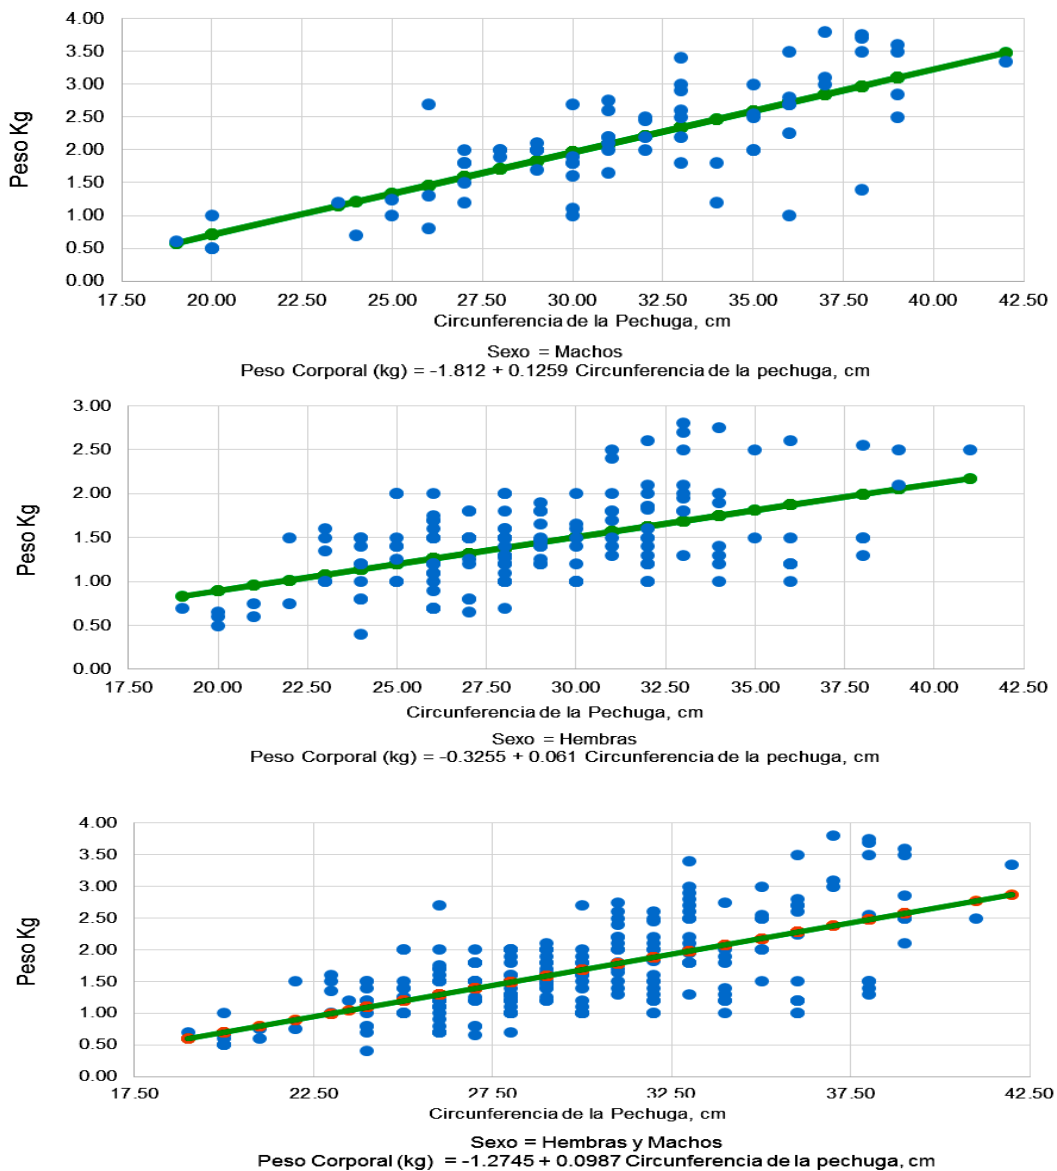 4.00
3.50
3.00
2.50
2.00
1.50
1.00
0.50
0.00
Peso Kg
17.50 20.00 22.50 25.00 27.50 30.00 32.50 35.00 37.50 40.00 42.50
Circunferencia de la Pechuga, cm
Sexo = Machos
Peso Corporal (kg) = -1.812 + 0.1259 Circunferencia de la pechuga, cm
3.00
2.50
2.00
1.50
1.00
0.50
0.00
Peso Kg
17.50 20.00 22.50 25.00 27.50 30.00 32.50 35.00 37.50 40.00 42.50
Circunferencia de la Pechuga, cm
Sexo = Hembras
Peso Corporal (kg) = -0.3255 + 0.061 Circunferencia de la pechuga, cm
4.00
3.50
3.00
2.50
2.00
1.50
1.00
0.50
0.00
Peso Kg
17.50 22.50 27.50 32.50 37.50 42.50
Circunferencia de la Pechuga, cm
Sexo = Hembras y Machos
Peso Corporal (kg) = -1.2745 + 0.0987 Circunferencia de la pechuga, cm